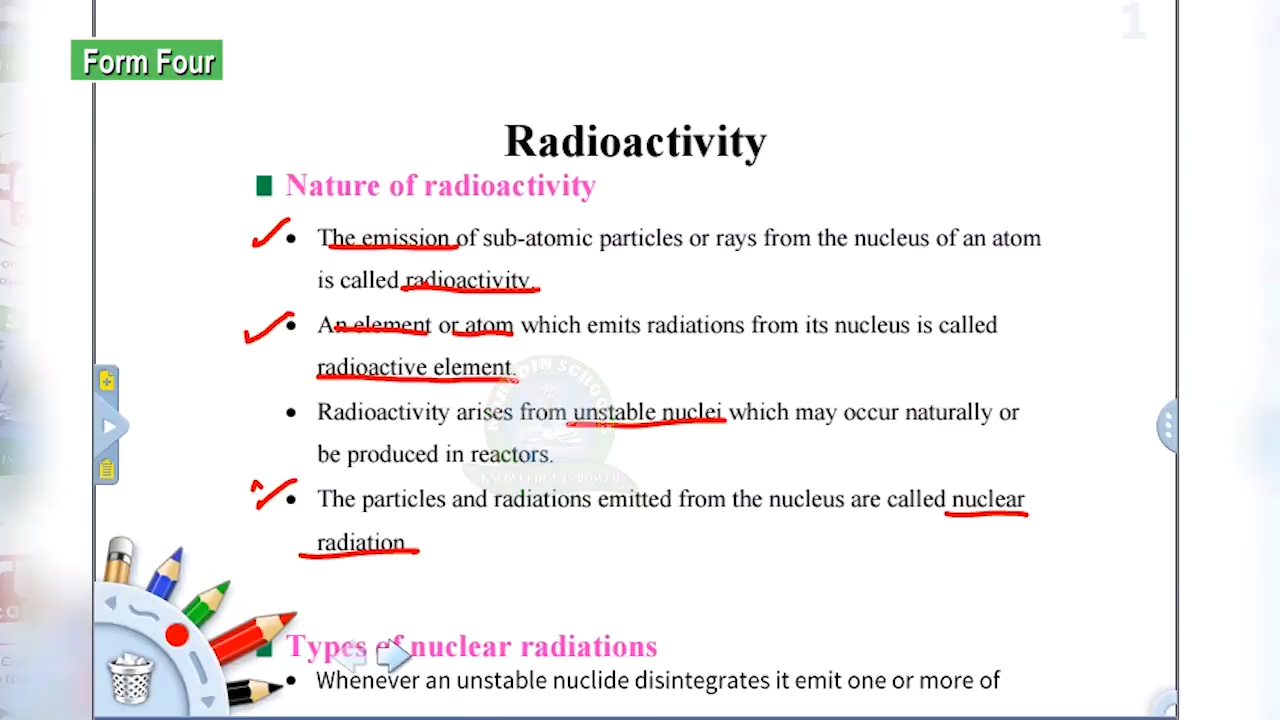 1
Form Four
Radioactivity
Nature of radioactivity
• The emission of sub-atomic particles or rays from the nucleus of an atom
is called radioactivity.
• An element or atom which emits radiations from its nucleus is called
radioactive element.
• Radioactivity arises from unstable nuclei which may occur naturally or
be produced in reactors.
• The particles and radiations emitted from the nucleus are called nuclear
radiation
KNOWLEDGE IS POWER
Types of nuclear radiations
• Whenever an unstable nuclide disintegrates it emit one or more of